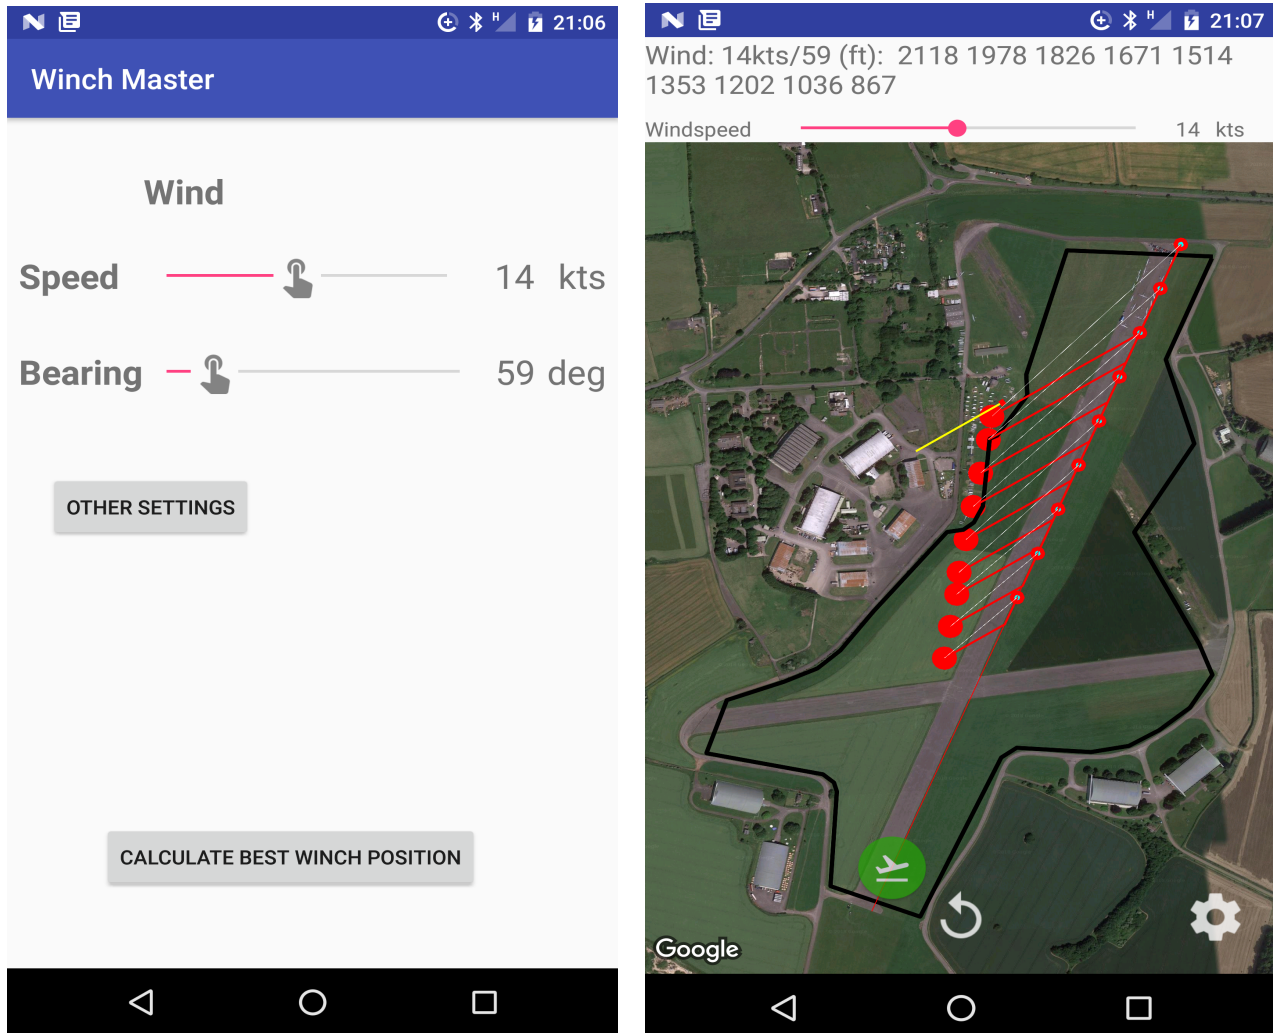 H 21:06
Winch Master
Wind
Speed 14 kts
Bearing 59 deg
OTHER SETTINGS
CALCULATE BEST WINCH POSITION
H 21:07
Wind: 14kts/59 (ft): 2118 1978 1826 1671 1514
1353 1202 1036 867
Windspeed 14 kts
Google